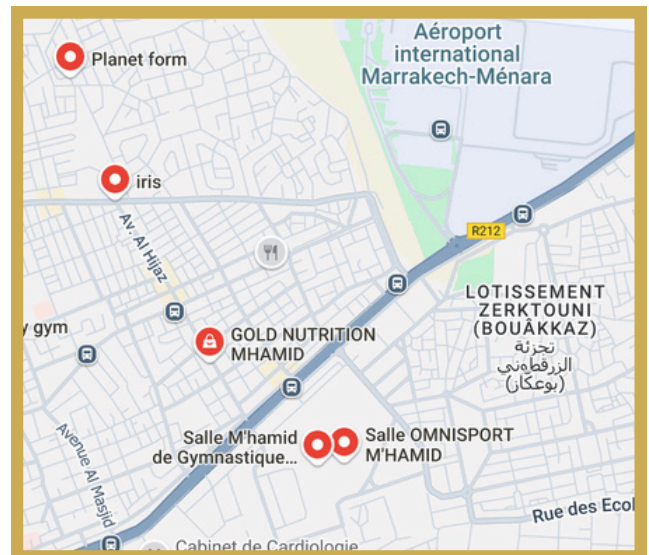 Aéroport
international
Marrakech-Ménara
Planet form
iris
Av. Al Hijaz
R212
LOTISSEMENT
ZERKTOUNI
(BOUÂKKAZ)
تجزئة
الزرقطوني
(بوعكاز)
y gym
GOLD NUTRITION
MHAMID
Salle M'hamid
de Gymnastique...
Salle OMNISPORT
M'HAMID
Avenue Al Masjid
Rue des Ecol
Cabinet de Cardiologie